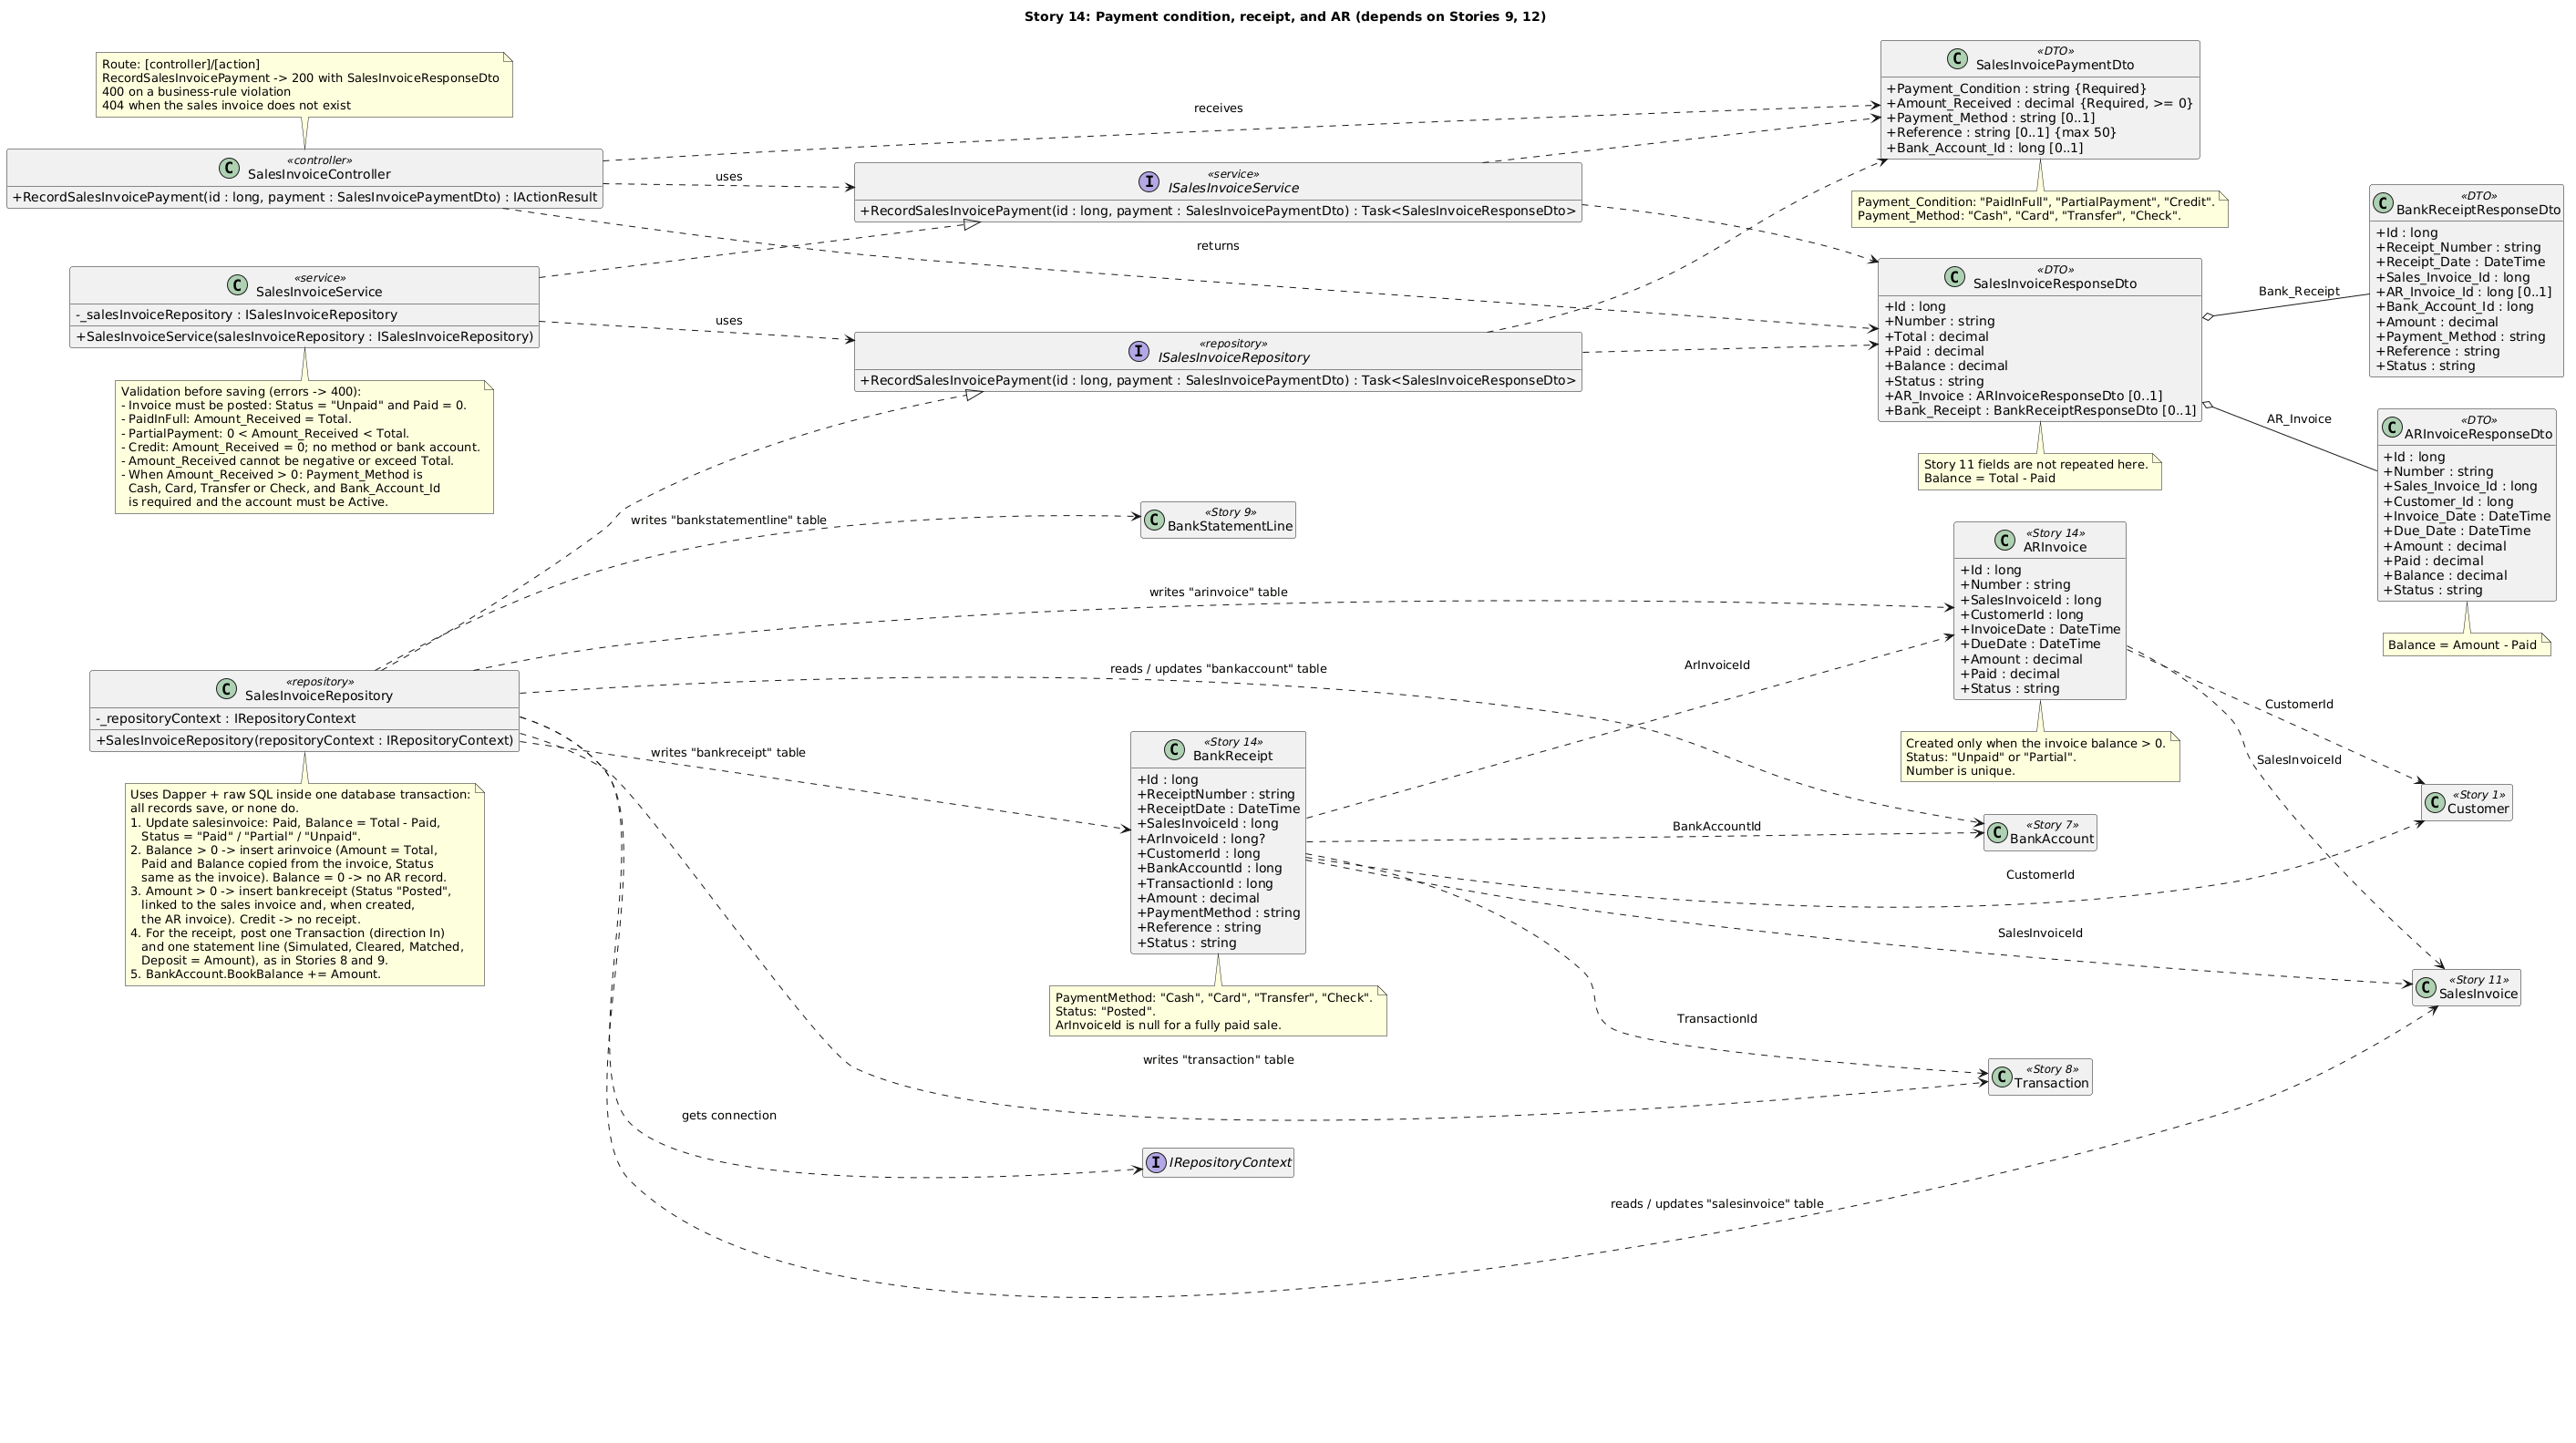 Story 14: Payment condition, receipt, and AR (depends on Stories 9, 12)
Route: [controller]/[action]
RecordSalesInvoicePayment -> 200 with SalesInvoiceResponseDto
400 on a business-rule violation
404 when the sales invoice does not exist
«controller»
C
SalesInvoiceController
+RecordSalesInvoicePayment(id : long, payment : SalesInvoicePaymentDto) : IActionResult
receives
uses
returns
«service»
I
ISalesInvoiceService
+RecordSalesInvoicePayment(id : long, payment : SalesInvoicePaymentDto) : Task<SalesInvoiceResponseDto>
«DTO»
C
SalesInvoicePaymentDto
+Payment_Condition : string {Required}
+Amount_Received : decimal {Required, >= 0}
+Payment_Method : string [0..1]
+Reference : string [0..1] {max 50}
+Bank_Account_Id : long [0..1]
Payment_Condition: "PaidInFull", "PartialPayment", "Credit".
Payment_Method: "Cash", "Card", "Transfer", "Check".
«DTO»
C
BankReceiptResponseDto
+Id : long
+Receipt_Number : string
+Receipt_Date : DateTime
+Sales_Invoice_Id : long
+AR_Invoice_Id : long [0..1]
+Bank_Account_Id : long
+Amount : decimal
+Payment_Method : string
+Reference : string
+Status : string
«service»
C
SalesInvoiceService
-_salesInvoiceRepository : ISalesInvoiceRepository
+SalesInvoiceService(salesInvoiceRepository : ISalesInvoiceRepository)
uses
Validation before saving (errors -> 400):
- Invoice must be posted: Status = "Unpaid" and Paid = 0.
- PaidInFull: Amount_Received = Total.
- PartialPayment: 0 < Amount_Received < Total.
- Credit: Amount_Received = 0; no method or bank account.
- Amount_Received cannot be negative or exceed Total.
- When Amount_Received > 0: Payment_Method is
Cash, Card, Transfer or Check, and Bank_Account_Id
is required and the account must be Active.
«repository»
I
ISalesInvoiceRepository
+RecordSalesInvoicePayment(id : long, payment : SalesInvoicePaymentDto) : Task<SalesInvoiceResponseDto>
«DTO»
C
SalesInvoiceResponseDto
+Id : long
+Number : string
+Total : decimal
+Paid : decimal
+Balance : decimal
+Status : string
+AR_Invoice : ARInvoiceResponseDto [0..1]
+Bank_Receipt : BankReceiptResponseDto [0..1]
Bank_Receipt
AR_Invoice
Story 11 fields are not repeated here.
Balance = Total - Paid
«DTO»
C
ARInvoiceResponseDto
+Id : long
+Number : string
+Sales_Invoice_Id : long
+Customer_Id : long
+Invoice_Date : DateTime
+Due_Date : DateTime
+Amount : decimal
+Paid : decimal
+Balance : decimal
+Status : string
Balance = Amount - Paid
writes "bankstatementline" table
«Story 9»
C
BankStatementLine
writes "arinvoice" table
«Story 14»
C
ARInvoice
+Id : long
+Number : string
+SalesInvoiceId : long
+CustomerId : long
+InvoiceDate : DateTime
+DueDate : DateTime
+Amount : decimal
+Paid : decimal
+Status : string
Created only when the invoice balance > 0.
Status: "Unpaid" or "Partial".
Number is unique.
reads / updates "bankaccount" table
ArInvoiceId
CustomerId
SalesInvoiceId
«repository»
C
SalesInvoiceRepository
-_repositoryContext : IRepositoryContext
+SalesInvoiceRepository(repositoryContext : IRepositoryContext)
writes "bankreceipt" table
Uses Dapper + raw SQL inside one database transaction:
all records save, or none do.
1. Update salesinvoice: Paid, Balance = Total - Paid,
Status = "Paid" / "Partial" / "Unpaid".
2. Balance > 0 -> insert arinvoice (Amount = Total,
Paid and Balance copied from the invoice, Status
same as the invoice). Balance = 0 -> no AR record.
3. Amount > 0 -> insert bankreceipt (Status "Posted",
linked to the sales invoice and, when created,
the AR invoice). Credit -> no receipt.
4. For the receipt, post one Transaction (direction In)
and one statement line (Simulated, Cleared, Matched,
Deposit = Amount), as in Stories 8 and 9.
5. BankAccount.BookBalance += Amount.
«Story 14»
C
BankReceipt
+Id : long
+ReceiptNumber : string
+ReceiptDate : DateTime
+SalesInvoiceId : long
+ArInvoiceId : long?
+CustomerId : long
+BankAccountId : long
+TransactionId : long
+Amount : decimal
+PaymentMethod : string
+Reference : string
+Status : string
PaymentMethod: "Cash", "Card", "Transfer", "Check".
Status: "Posted".
ArInvoiceId is null for a fully paid sale.
BankAccountId
«Story 7»
C
BankAccount
«Story 1»
C
Customer
CustomerId
SalesInvoiceId
«Story 11»
C
SalesInvoice
TransactionId
writes "transaction" table
«Story 8»
C
Transaction
gets connection
I
IRepositoryContext
reads / updates "salesinvoice" table